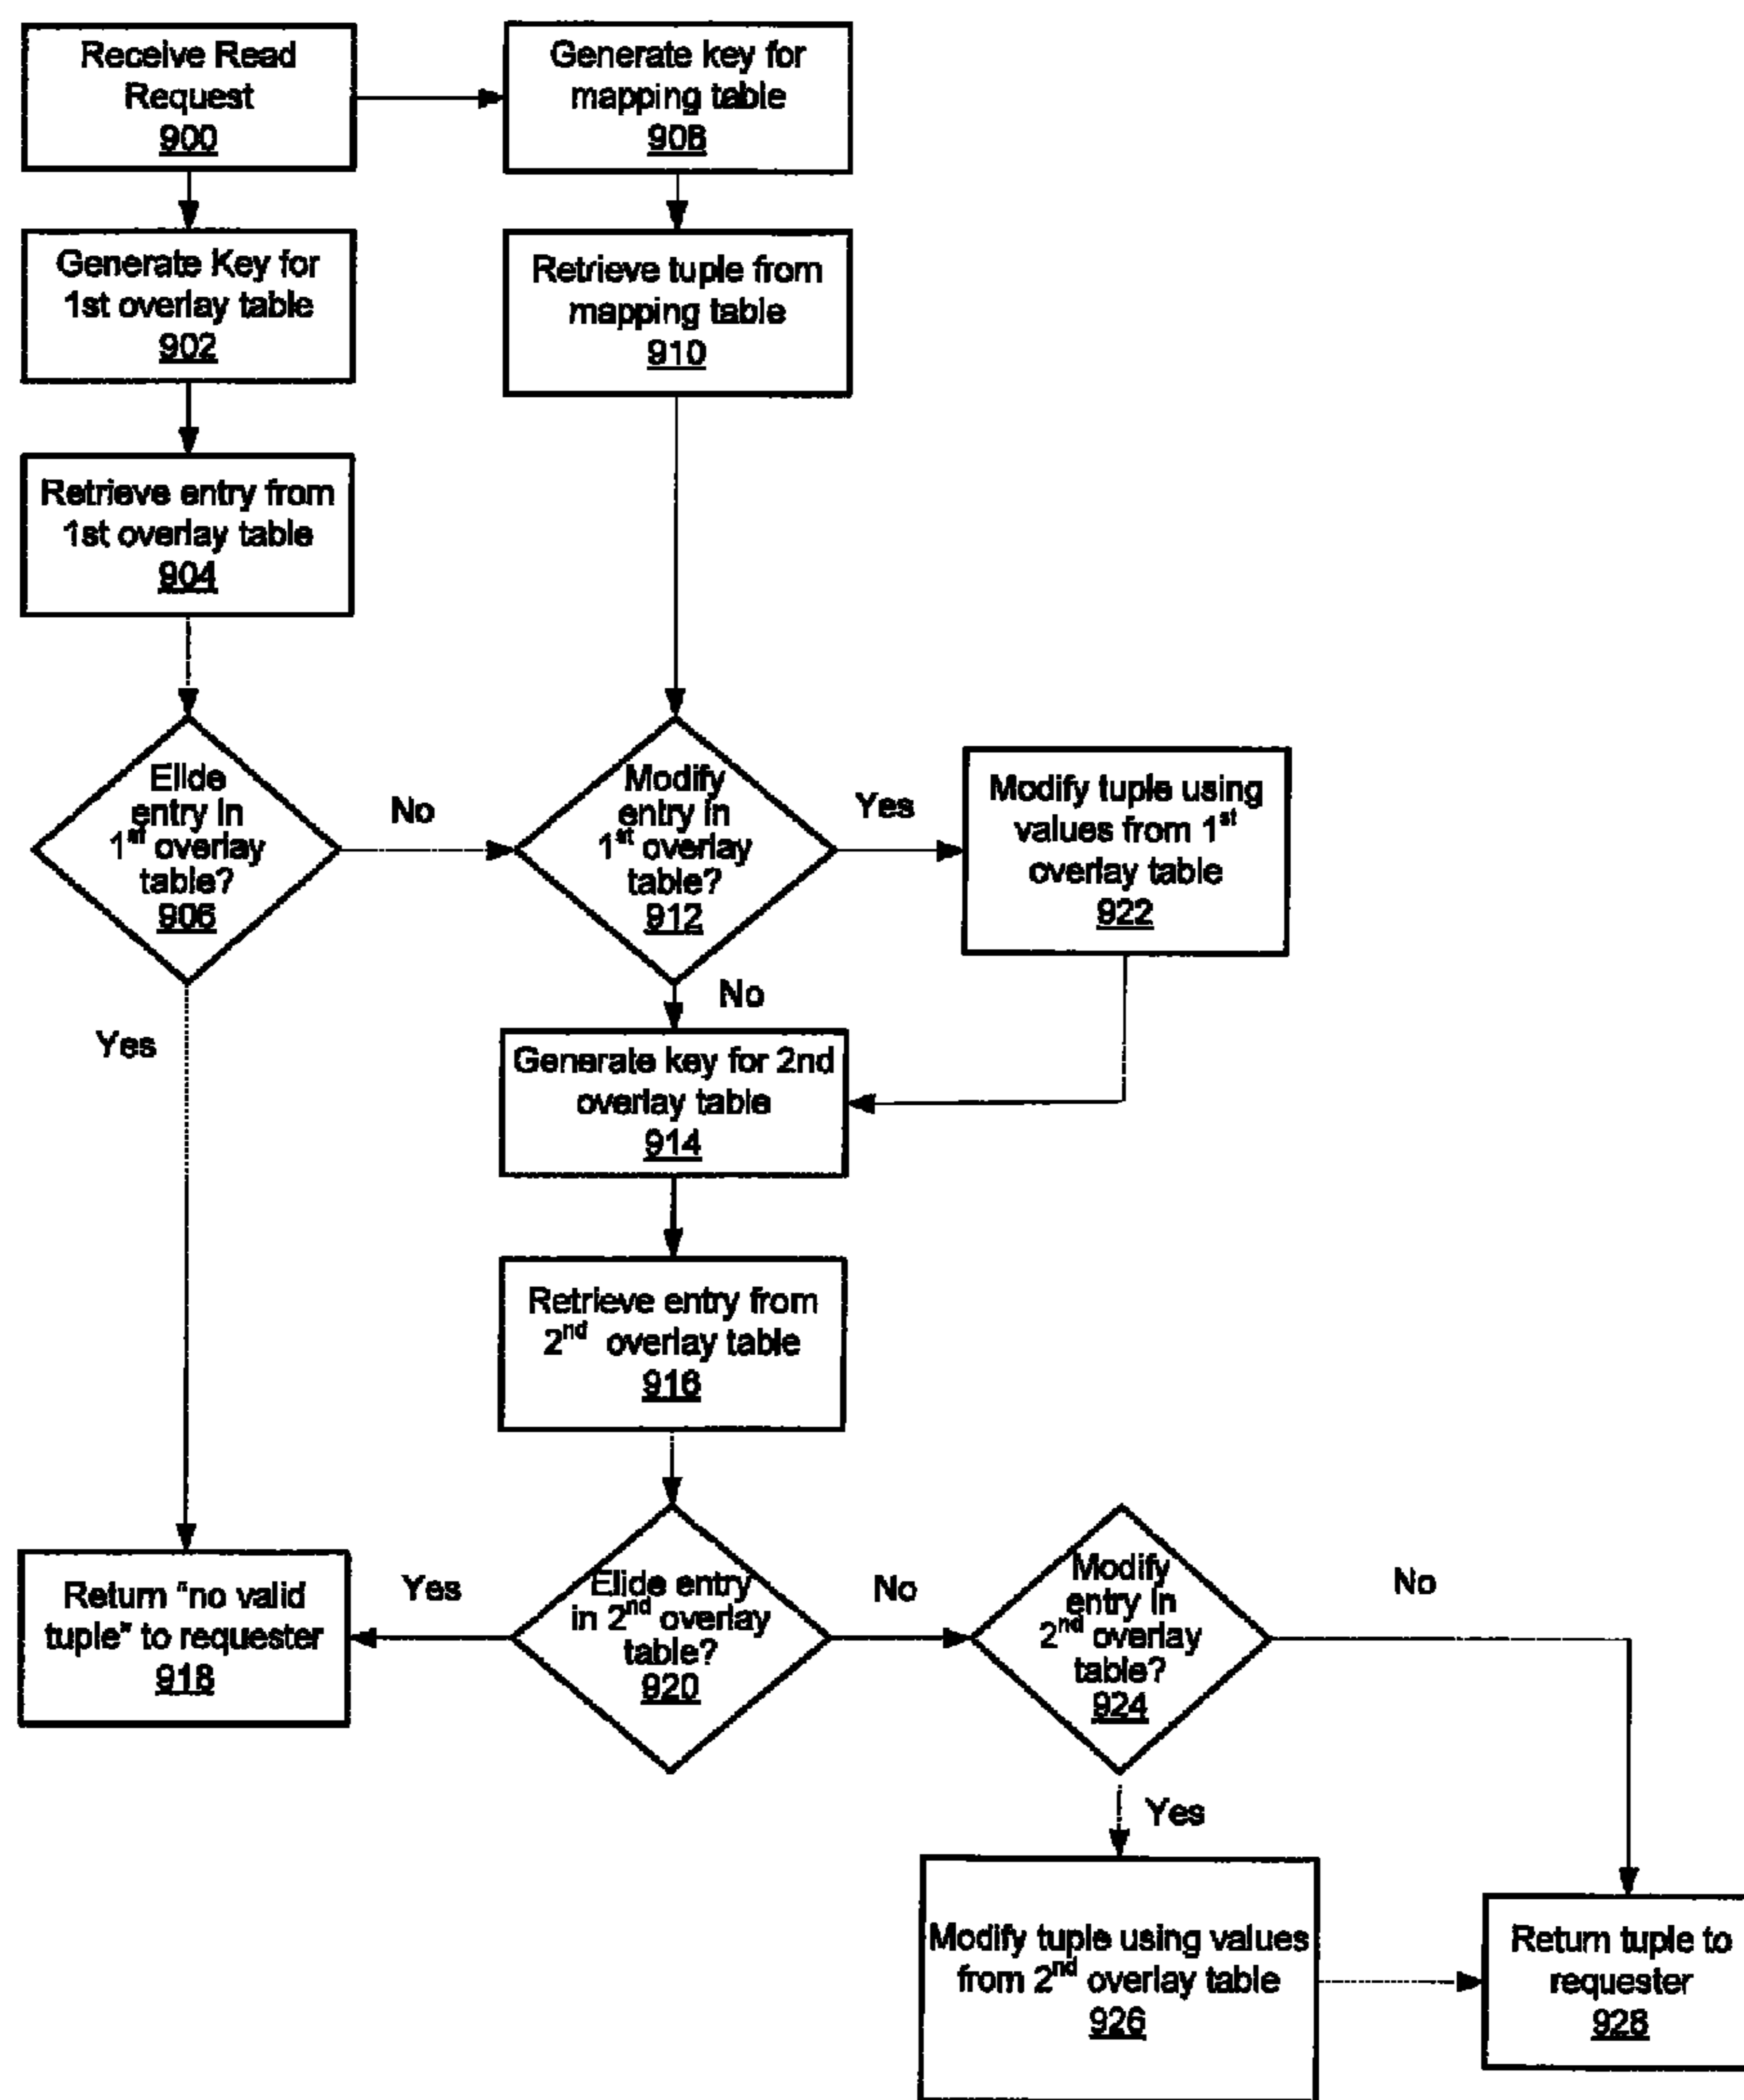 Receive Read
Request
900
Generate key for
mapping table
908
Generate Key for
1st overlay table
902
Retrieve tuple from
mapping table
910
Retrieve entry from
1st overlay table
904
Elide
entry in
1st overlay
table?
906
No
Modify
entry in
1st overlay
table?
912
Yes
Modify tuple using
values from 1st
overlay table
922
Yes
No
Generate key for 2nd
overlay table
914
Retrieve entry from
2nd overlay table
916
Return "no valid
tuple" to requester
918
Yes
Elide entry
in 2nd overlay
table?
920
No
Modify
entry in
2nd overlay
table?
924
No
Yes
Modify tuple using values
from 2nd overlay table
926
Return tuple to
requester
928